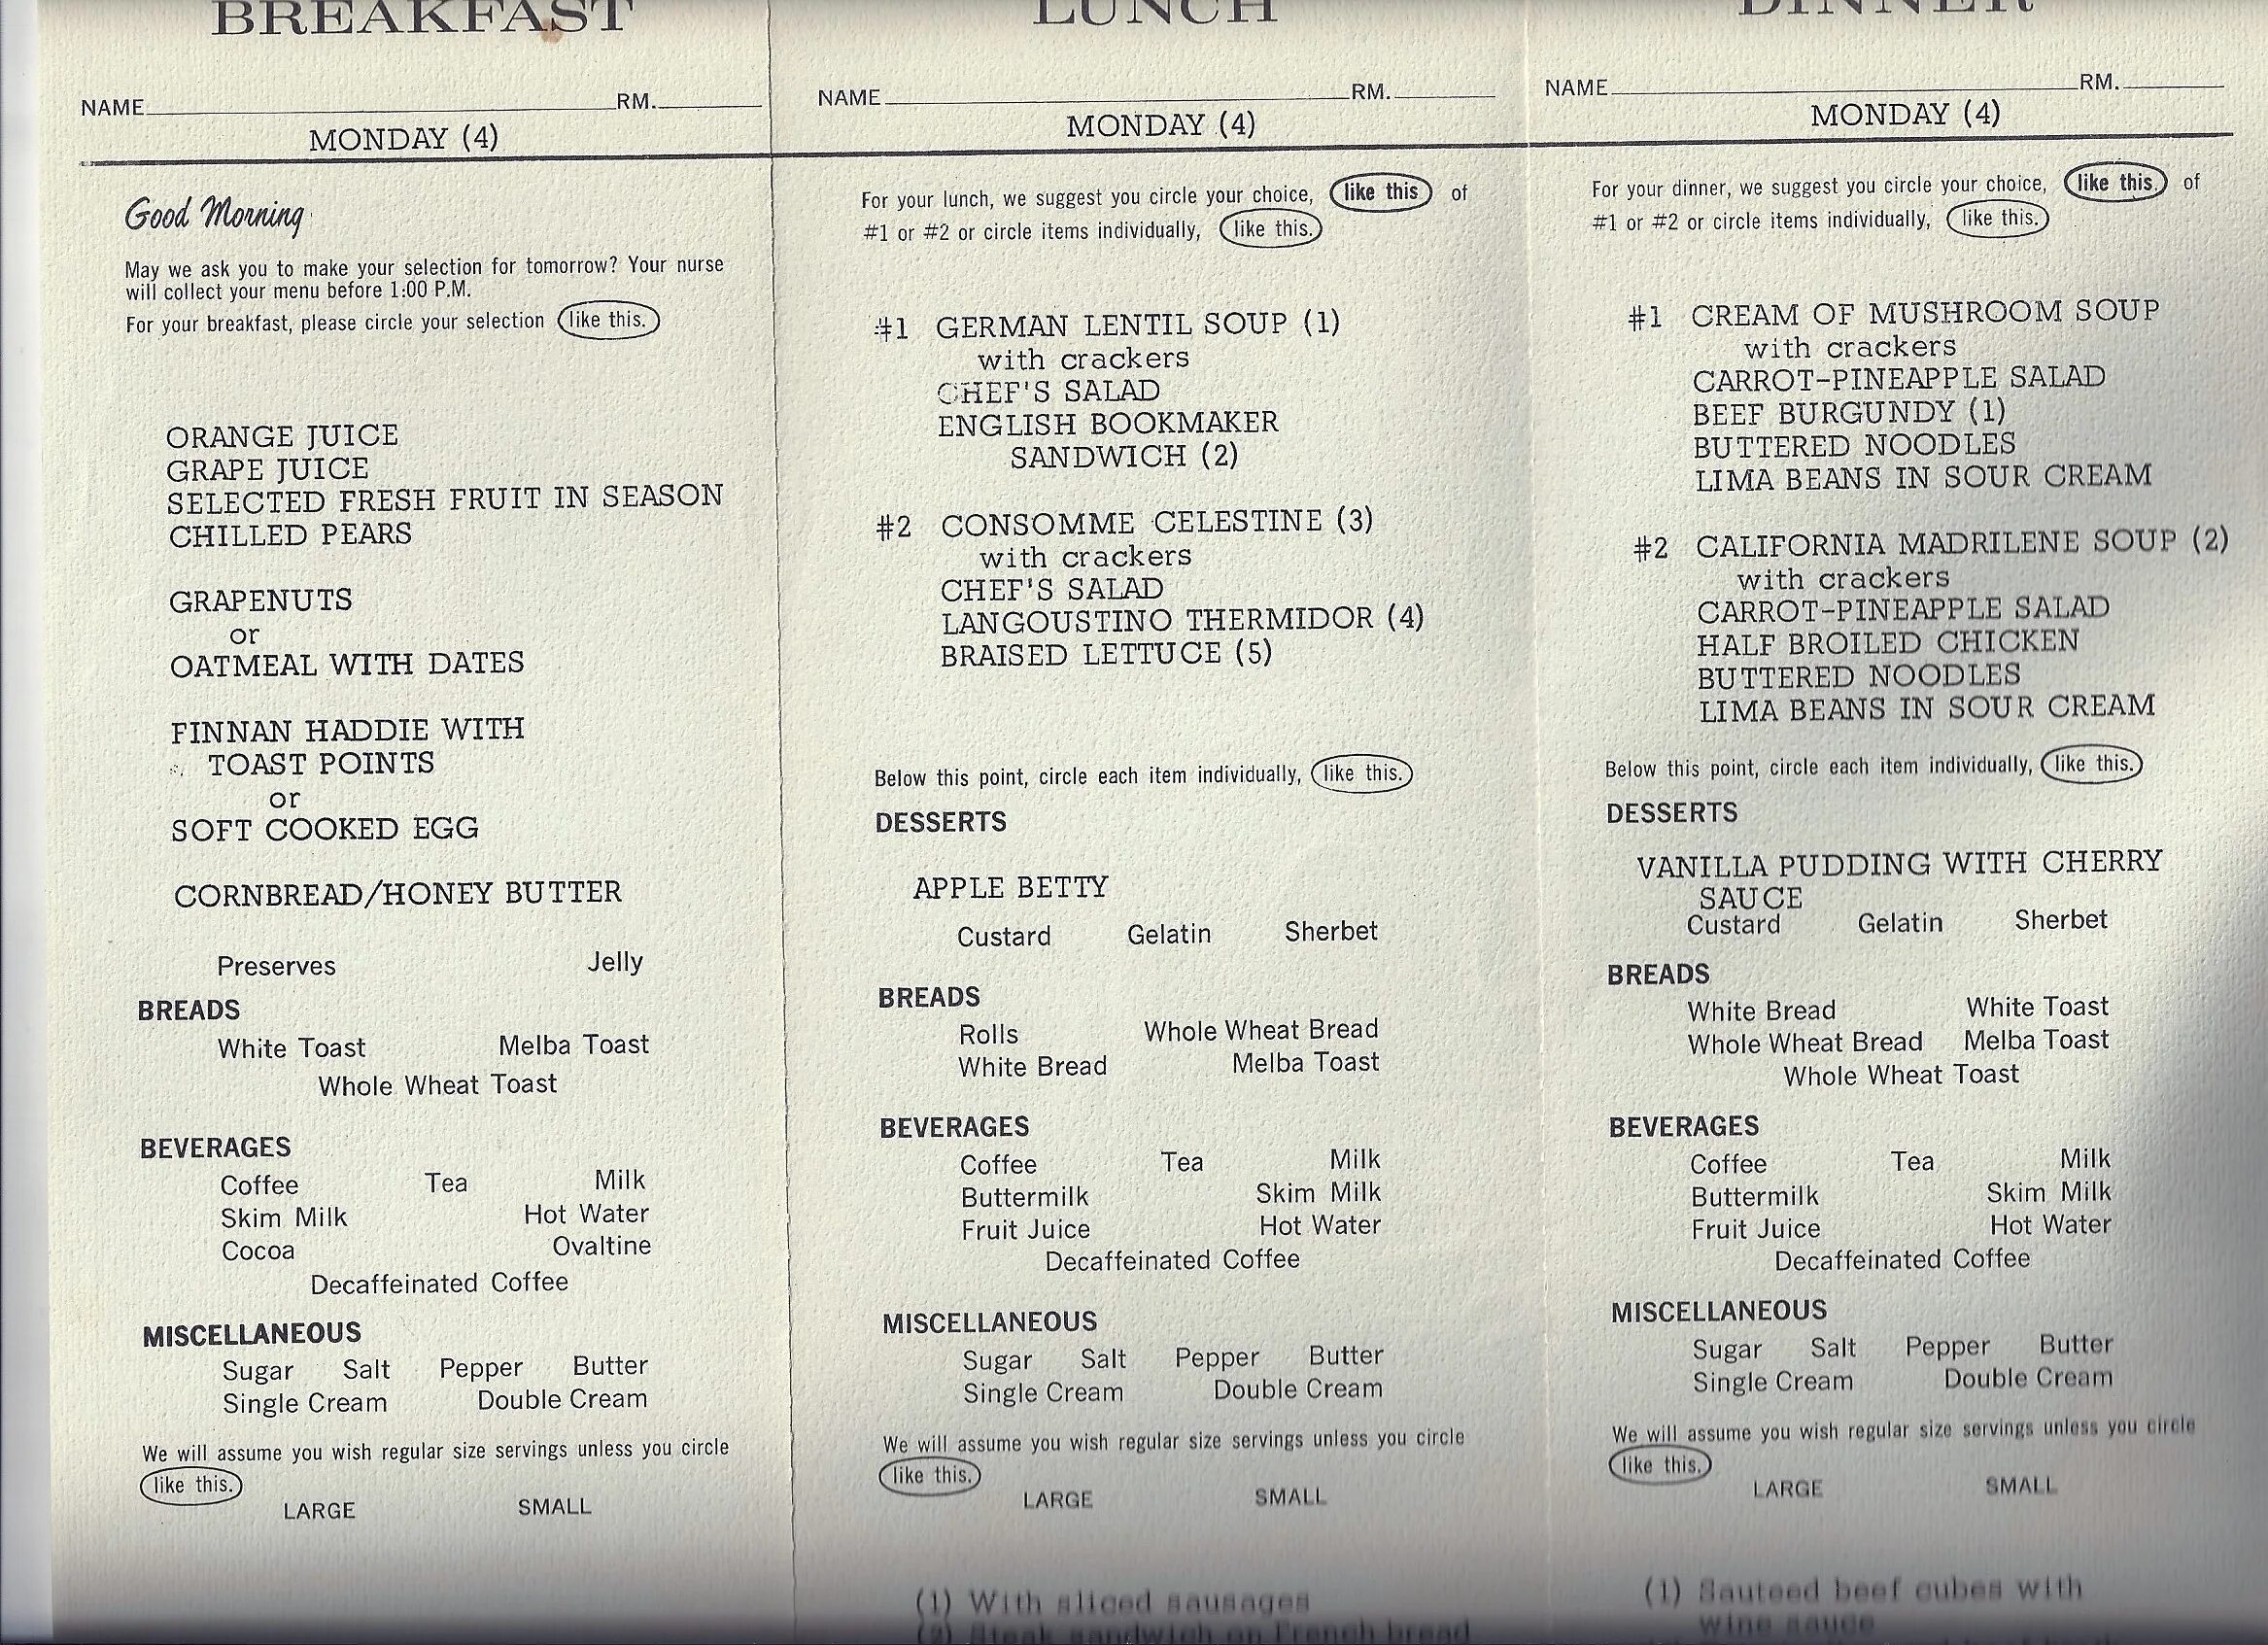 BREAKFAST
NAME RM.
MONDAY (4)
Good Morning
May we ask you to make your selection for tomorrow? Your nurse
will collect your menu before 1:00 P.M.
For your breakfast, please circle your selection like this.
ORANGE JUICE
GRAPE JUICE
SELECTED FRESH FRUIT IN SEASON
CHILLED PEARS
GRAPENUTS
or
OATMEAL WITH DATES
FINNAN HADDIE WITH
TOAST POINTS
or
SOFT COOKED EGG
CORNBREAD/HONEY BUTTER
Preserves Jelly
BREADS
White Toast Melba Toast
Whole Wheat Toast
BEVERAGES
Coffee Tea Milk
Skim Milk Hot Water
Cocoa Ovaltine
Decaffeinated Coffee
MISCELLANEOUS
Sugar Salt Pepper Butter
Single Cream Double Cream
We will assume you wish regular size servings unless you circle
like this.
LARGE SMALL
LUNCH
NAME RM.
MONDAY (4)
For your lunch, we suggest you circle your choice, like this of
#1 or #2 or circle items individually, like this.
#1 GERMAN LENTIL SOUP (1)
with crackers
CHEF'S SALAD
ENGLISH BOOKMAKER
SANDWICH (2)
#2 CONSOMME CELESTINE (3)
with crackers
CHEF'S SALAD
LANGOUSTINO THERMIDOR (4)
BRAISED LETTUCE (5)
Below this point, circle each item individually, like this.
DESSERTS
APPLE BETTY
Custard Gelatin Sherbet
BREADS
Rolls Whole Wheat Bread
White Bread Melba Toast
BEVERAGES
Coffee Tea Milk
Buttermilk Skim Milk
Fruit Juice Hot Water
Decaffeinated Coffee
MISCELLANEOUS
Sugar Salt Pepper Butter
Single Cream Double Cream
We will assume you wish regular size servings unless you circle
like this.
LARGE SMALL
(1) With sliced sausages
(2) Steak sandwich on French bread
DINNER
NAME RM.
MONDAY (4)
For your dinner, we suggest you circle your choice, like this, of
#1 or #2 or circle items individually, like this.
#1 CREAM OF MUSHROOM SOUP
with crackers
CARROT-PINEAPPLE SALAD
BEEF BURGUNDY (1)
BUTTERED NOODLES
LIMA BEANS IN SOUR CREAM
#2 CALIFORNIA MADRILENE SOUP (2)
with crackers
CARROT-PINEAPPLE SALAD
HALF BROILED CHICKEN
BUTTERED NOODLES
LIMA BEANS IN SOUR CREAM
Below this point, circle each item individually, like this.
DESSERTS
VANILLA PUDDING WITH CHERRY
SAUCE
Custard Gelatin Sherbet
BREADS
White Bread White Toast
Whole Wheat Bread Melba Toast
Whole Wheat Toast
BEVERAGES
Coffee Tea Milk
Buttermilk Skim Milk
Fruit Juice Hot Water
Decaffeinated Coffee
MISCELLANEOUS
Sugar Salt Pepper Butter
Single Cream Double Cream
We will assume you wish regular size servings unless you circle
like this.
LARGE SMALL
(1) Sauteed beef cubes with
wine sauce